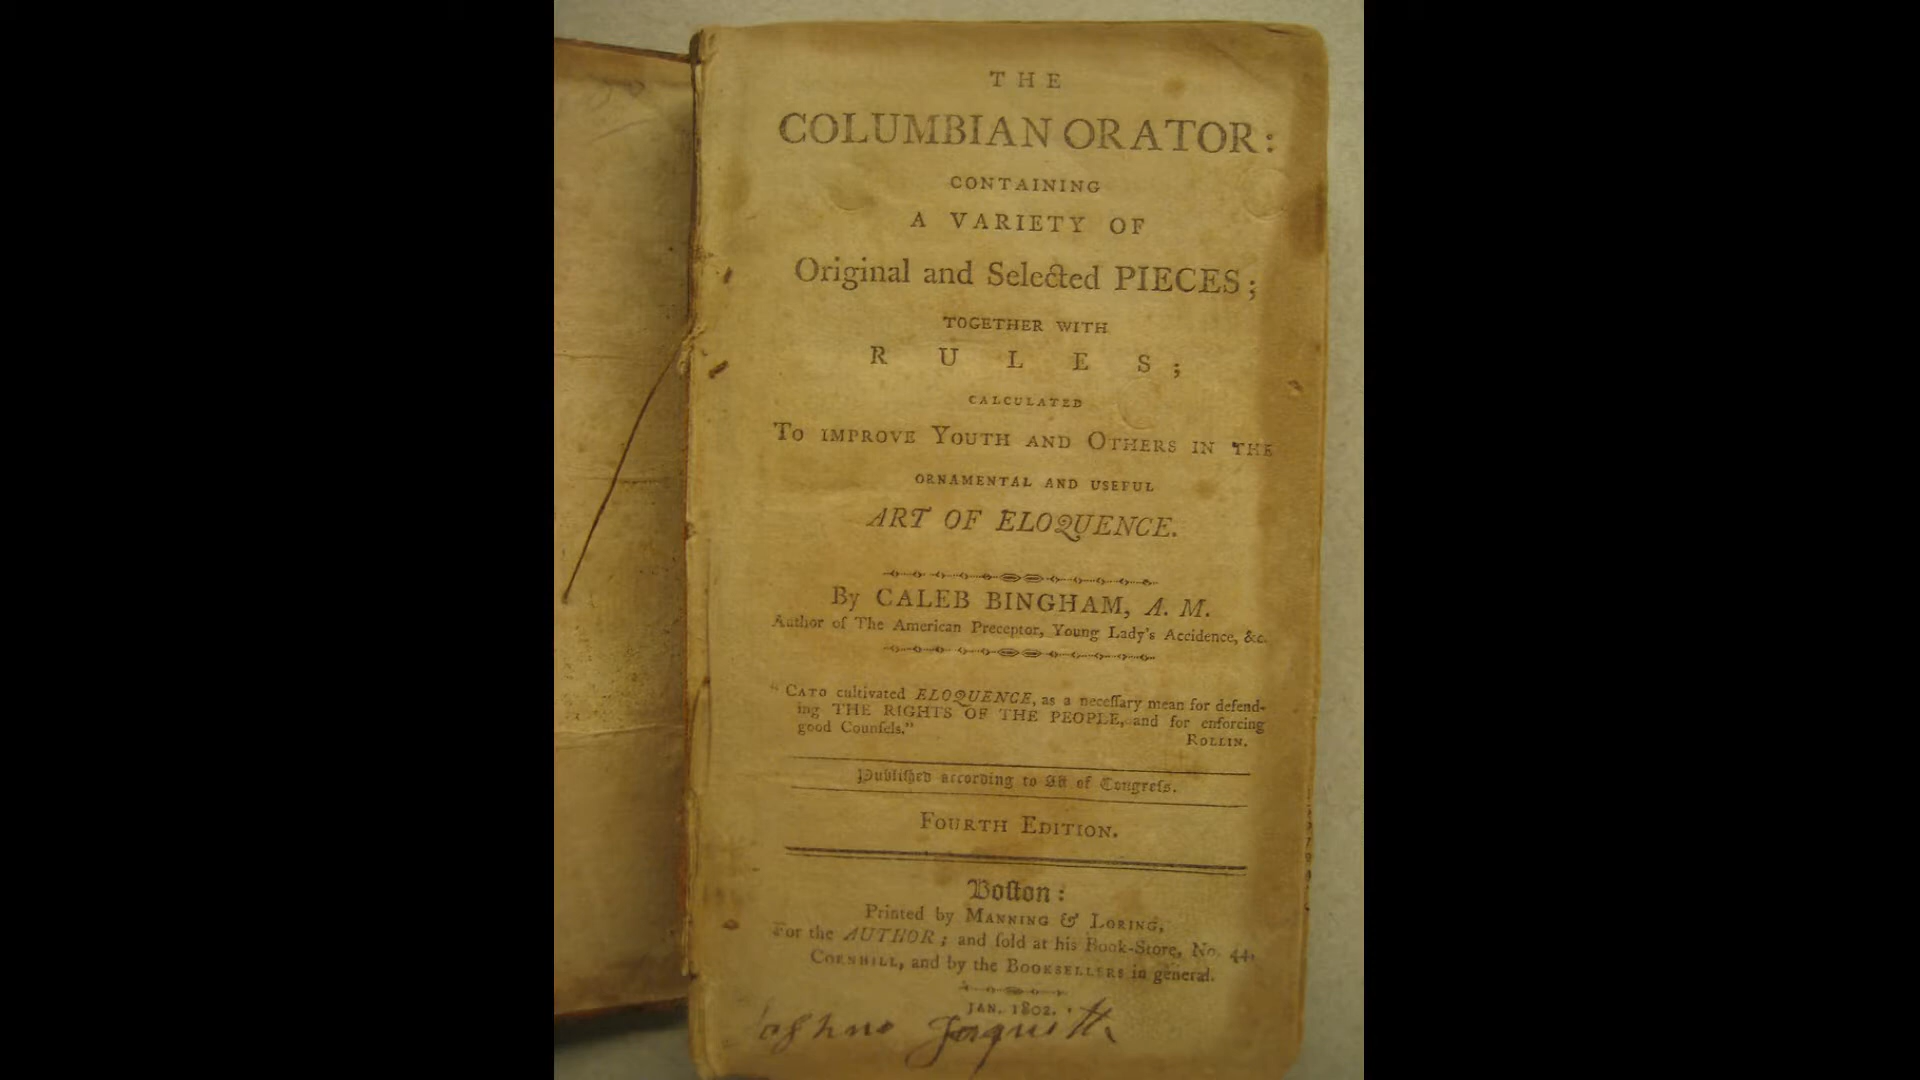 THE
COLUMBIAN ORATOR:
CONTAINING
A VARIETY OF
Original and Selected PIECES;
TOGETHER WITH
RULES;
CALCULATED
TO IMPROVE YOUTH AND OTHERS IN THE
ORNAMENTAL AND USEFUL
ART OF ELOQUENCE.
By CALEB BINGHAM, A. M.
Author of The American Preceptor, Young Lady's Accidence, &c.
"CATO cultivated ELOQUENCE, as a neceſſary mean for defend-
ing THE RIGHTS OF THE PEOPLE, and for enforcing
good Counſels."
ROLLIN.
Publiſhed according to Act of Congreſs.
FOURTH EDITION.
Boſton:
Printed by MANNING & LORING,
For the AUTHOR; and ſold at his Book-Store, No. 44,
CORNHILL, and by the BOOKSELLERS in general.
JAN. 1802.